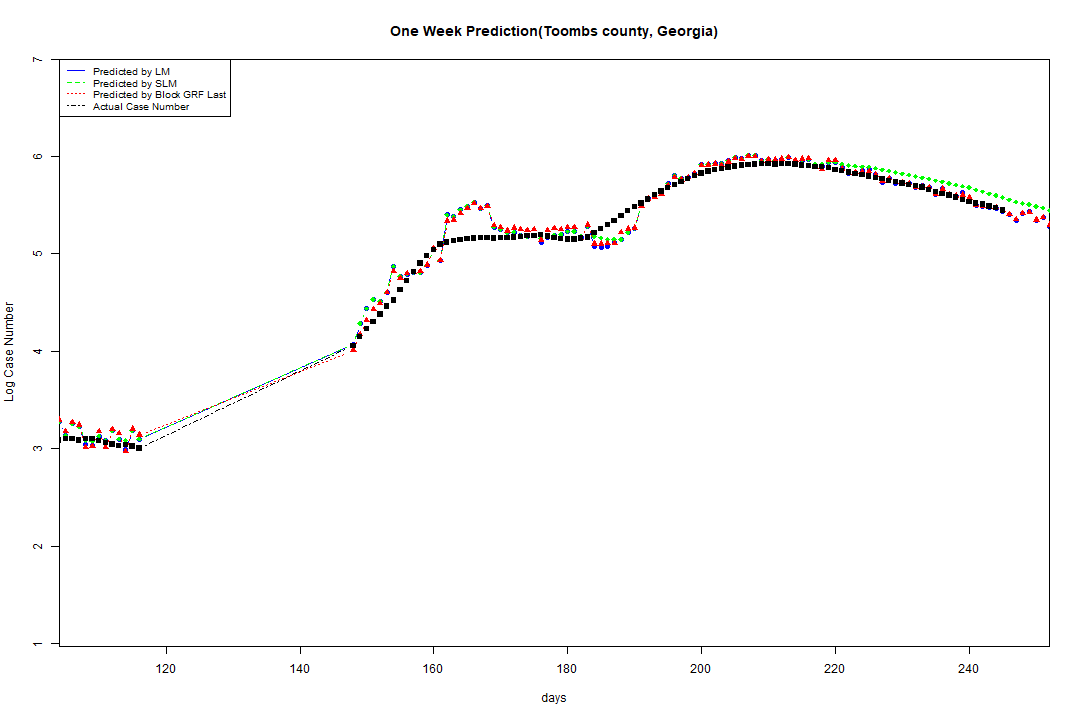 One Week Prediction(Toombs county, Georgia)
Predicted by LM
Predicted by SLM
Predicted by Block GRF Last
Actual Case Number
Log Case Number
7
6
5
4
3
2
1
120 140 160 180 200 220 240
days